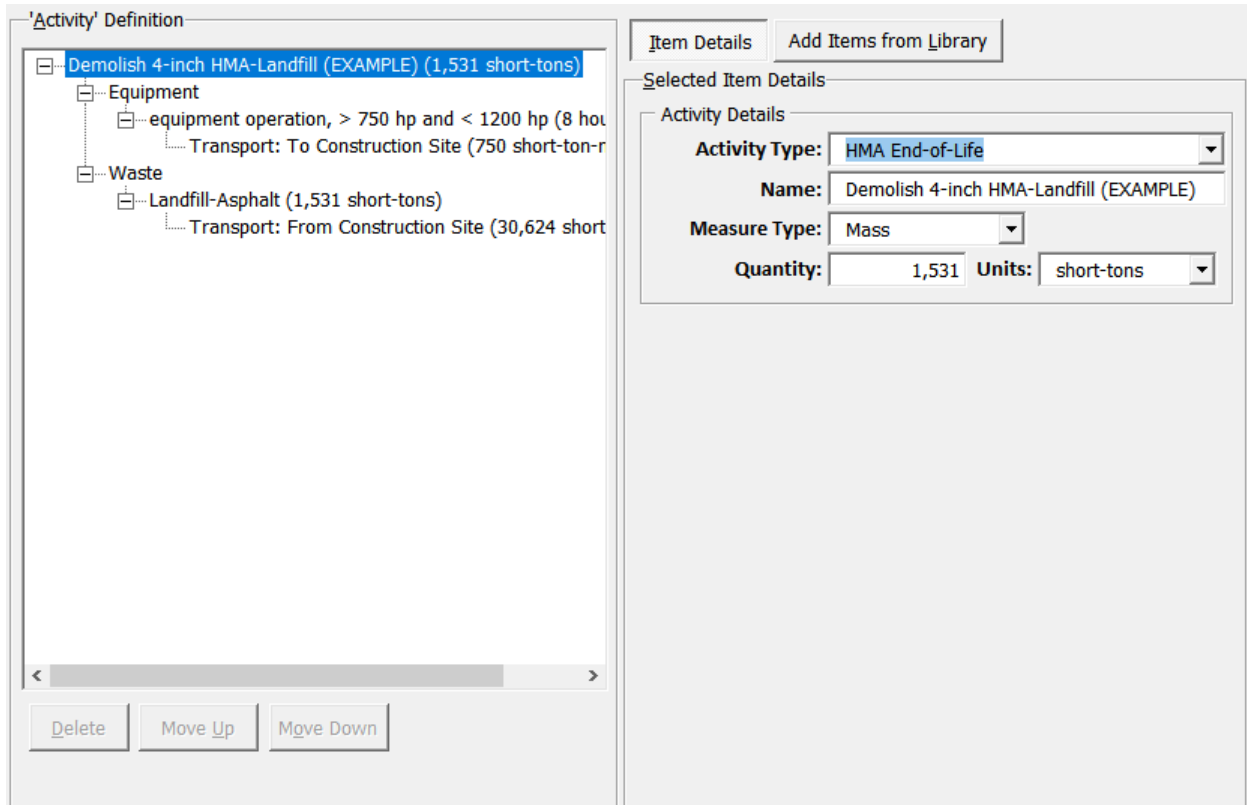 'Activity' Definition
Demolish 4-inch HMA-Landfill (EXAMPLE) (1,531 short-tons)
Equipment
equipment operation, > 750 hp and < 1200 hp (8 hou
Transport: To Construction Site (750 short-ton-r
Waste
Landfill-Asphalt (1,531 short-tons)
Transport: From Construction Site (30,624 short
Delete Move Up Move Down
Item Details Add Items from Library
Selected Item Details
Activity Details
Activity Type: HMA End-of-Life
Name: Demolish 4-inch HMA-Landfill (EXAMPLE)
Measure Type: Mass
Quantity: 1,531 Units: short-tons